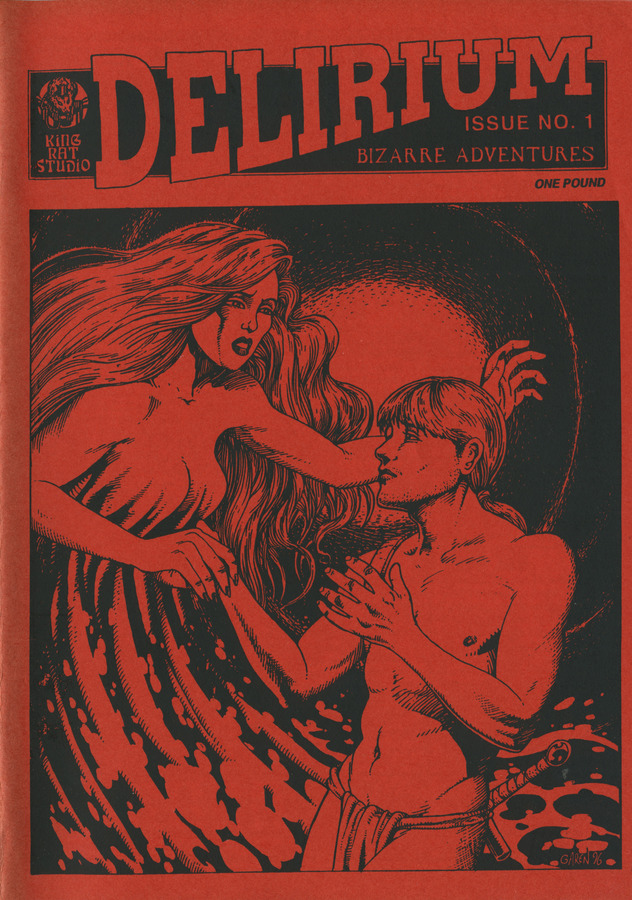 DELIRIUM
KING
RAT
STUDIO
ISSUE NO. 1
BIZARRE ADVENTURES
ONE POUND
GAREN 96